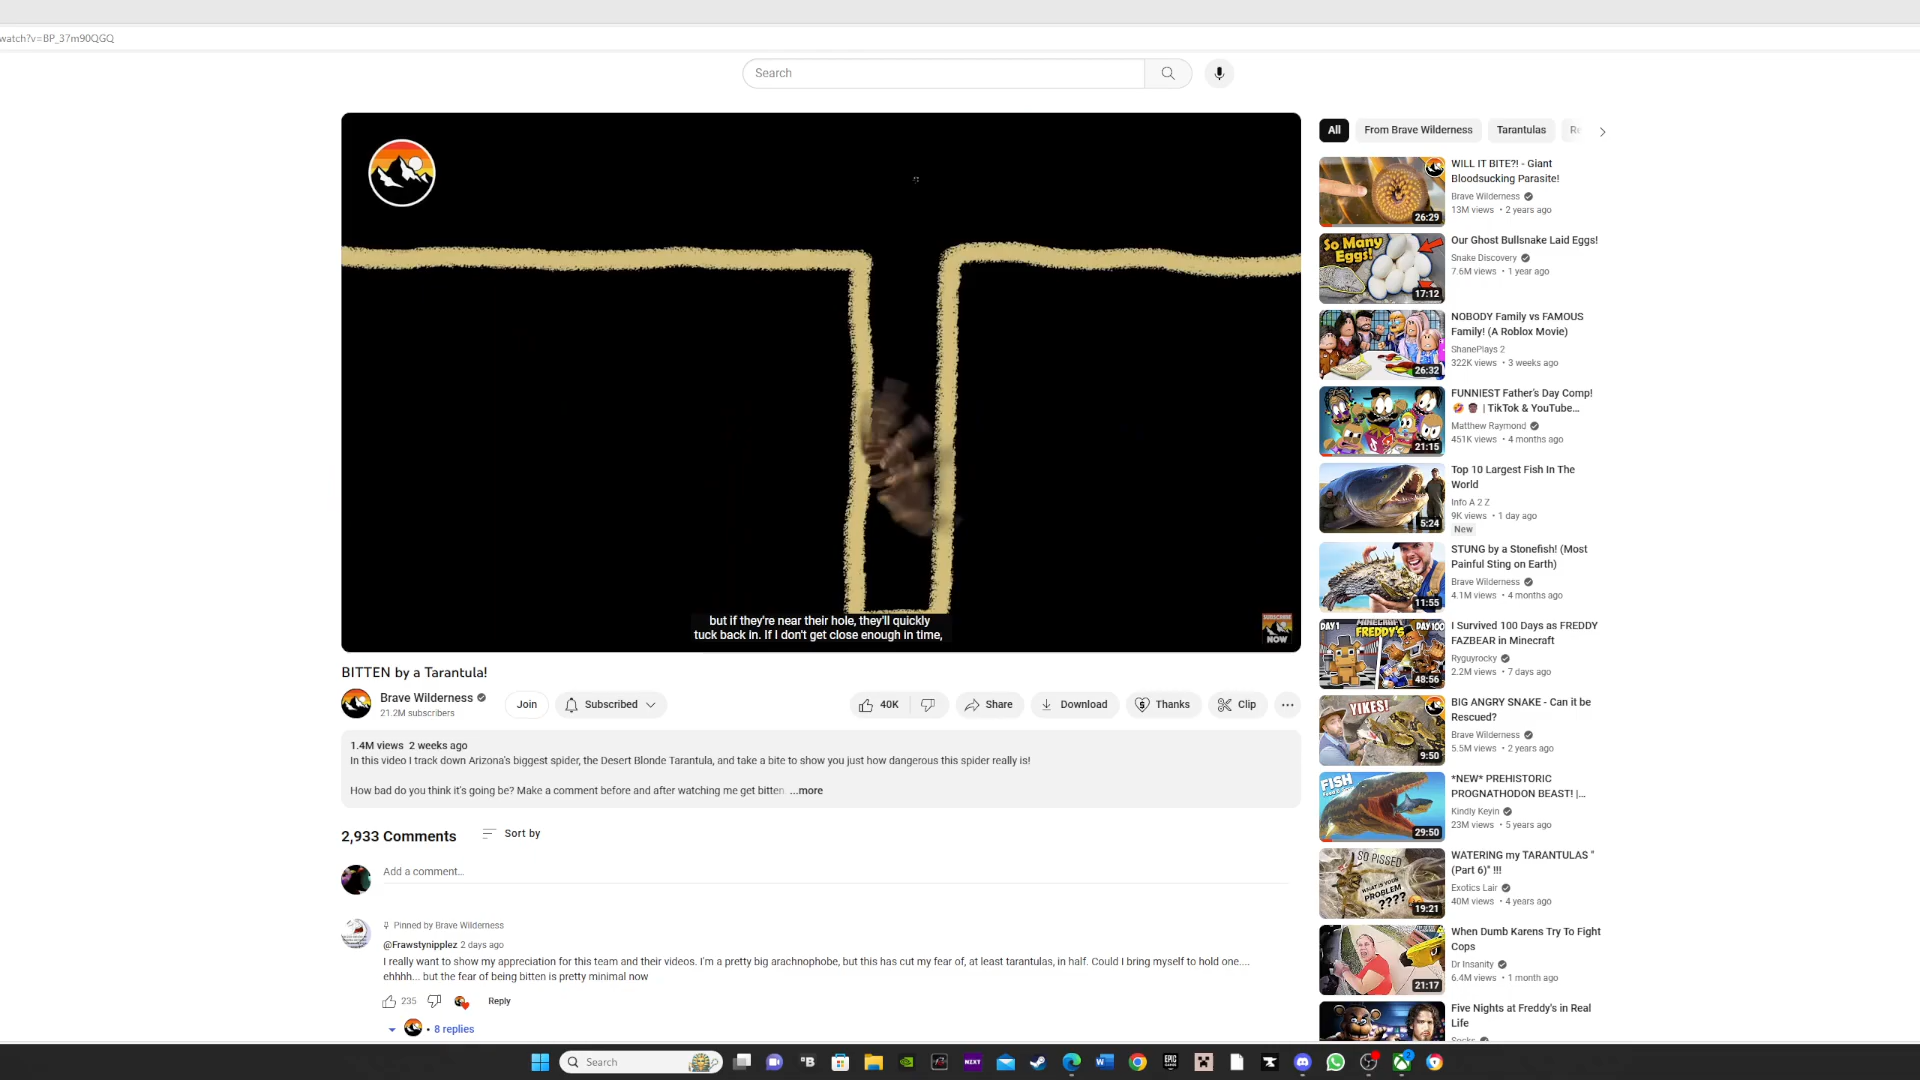 watch?v=BP_37m90QGQ
Search
but if they're near their hole, they'll quickly
tuck back in. If I don't get close enough in time,
SUBSCRIBE
NOW
BITTEN by a Tarantula!
Brave Wilderness
21.2M subscribers
Join
Subscribed
40K
Share
Download
Thanks
Clip
1.4M views 2 weeks ago
In this video I track down Arizona's biggest spider, the Desert Blonde Tarantula, and take a bite to show you just how dangerous this spider really is!
How bad do you think it's going be? Make a comment before and after watching me get bitten. ...more
2,933 Comments
Sort by
Add a comment...
Pinned by Brave Wilderness
@Frawstynipplez 2 days ago
I really want to show my appreciation for this team and their videos. I'm a pretty big arachnophobe, but this has cut my fear of, at least tarantulas, in half. Could I bring myself to hold one....
ehhhh... but the fear of being bitten is pretty minimal now
235
Reply
8 replies
All
From Brave Wilderness
Tarantulas
26:29
WILL IT BITE?! - Giant
Bloodsucking Parasite!
Brave Wilderness
13M views • 2 years ago
So Many
Eggs!
17:12
Our Ghost Bullsnake Laid Eggs!
Snake Discovery
7.6M views • 1 year ago
26:32
NOBODY Family vs FAMOUS
Family! (A Roblox Movie)
ShanePlays 2
322K views • 3 weeks ago
21:15
FUNNIEST Father's Day Comp!
🤣 | TikTok & YouTube...
Matthew Raymond
451K views • 4 months ago
5:24
Top 10 Largest Fish In The
World
Info A 2 Z
9K views • 1 day ago
New
11:55
STUNG by a Stonefish! (Most
Painful Sting on Earth)
Brave Wilderness
4.1M views • 4 months ago
DAY 1
MINECRAFT
FREDDY'S
DAY 100
48:56
I Survived 100 Days as FREDDY
FAZBEAR in Minecraft
Ryguyrocky
2.2M views • 7 days ago
YIKES!
9:50
BIG ANGRY SNAKE - Can it be
Rescued?
Brave Wilderness
5.5M views • 2 years ago
FISH
29:50
*NEW* PREHISTORIC
PROGNATHODON BEAST! |...
Kindly Keyin
23M views • 5 years ago
SO PISSED
WHAT IS YOUR
PROBLEM
????
19:21
WATERING my TARANTULAS "
(Part 6)" !!!
Exotics Lair
40M views • 4 years ago
21:17
When Dumb Karens Try To Fight
Cops
Dr Insanity
6.4M views • 1 month ago
Five Nights at Freddy's in Real
Life
Search
NEXT
EPIC
GAMES